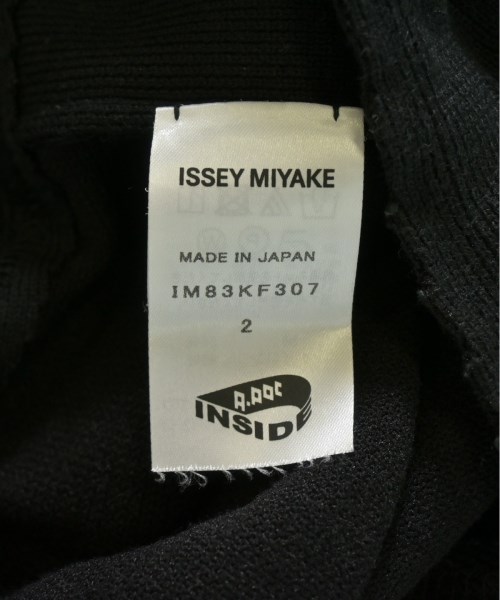 ISSEY MIYAKE
MADE IN JAPAN
IM83KF307
2
A.POC
INSIDE